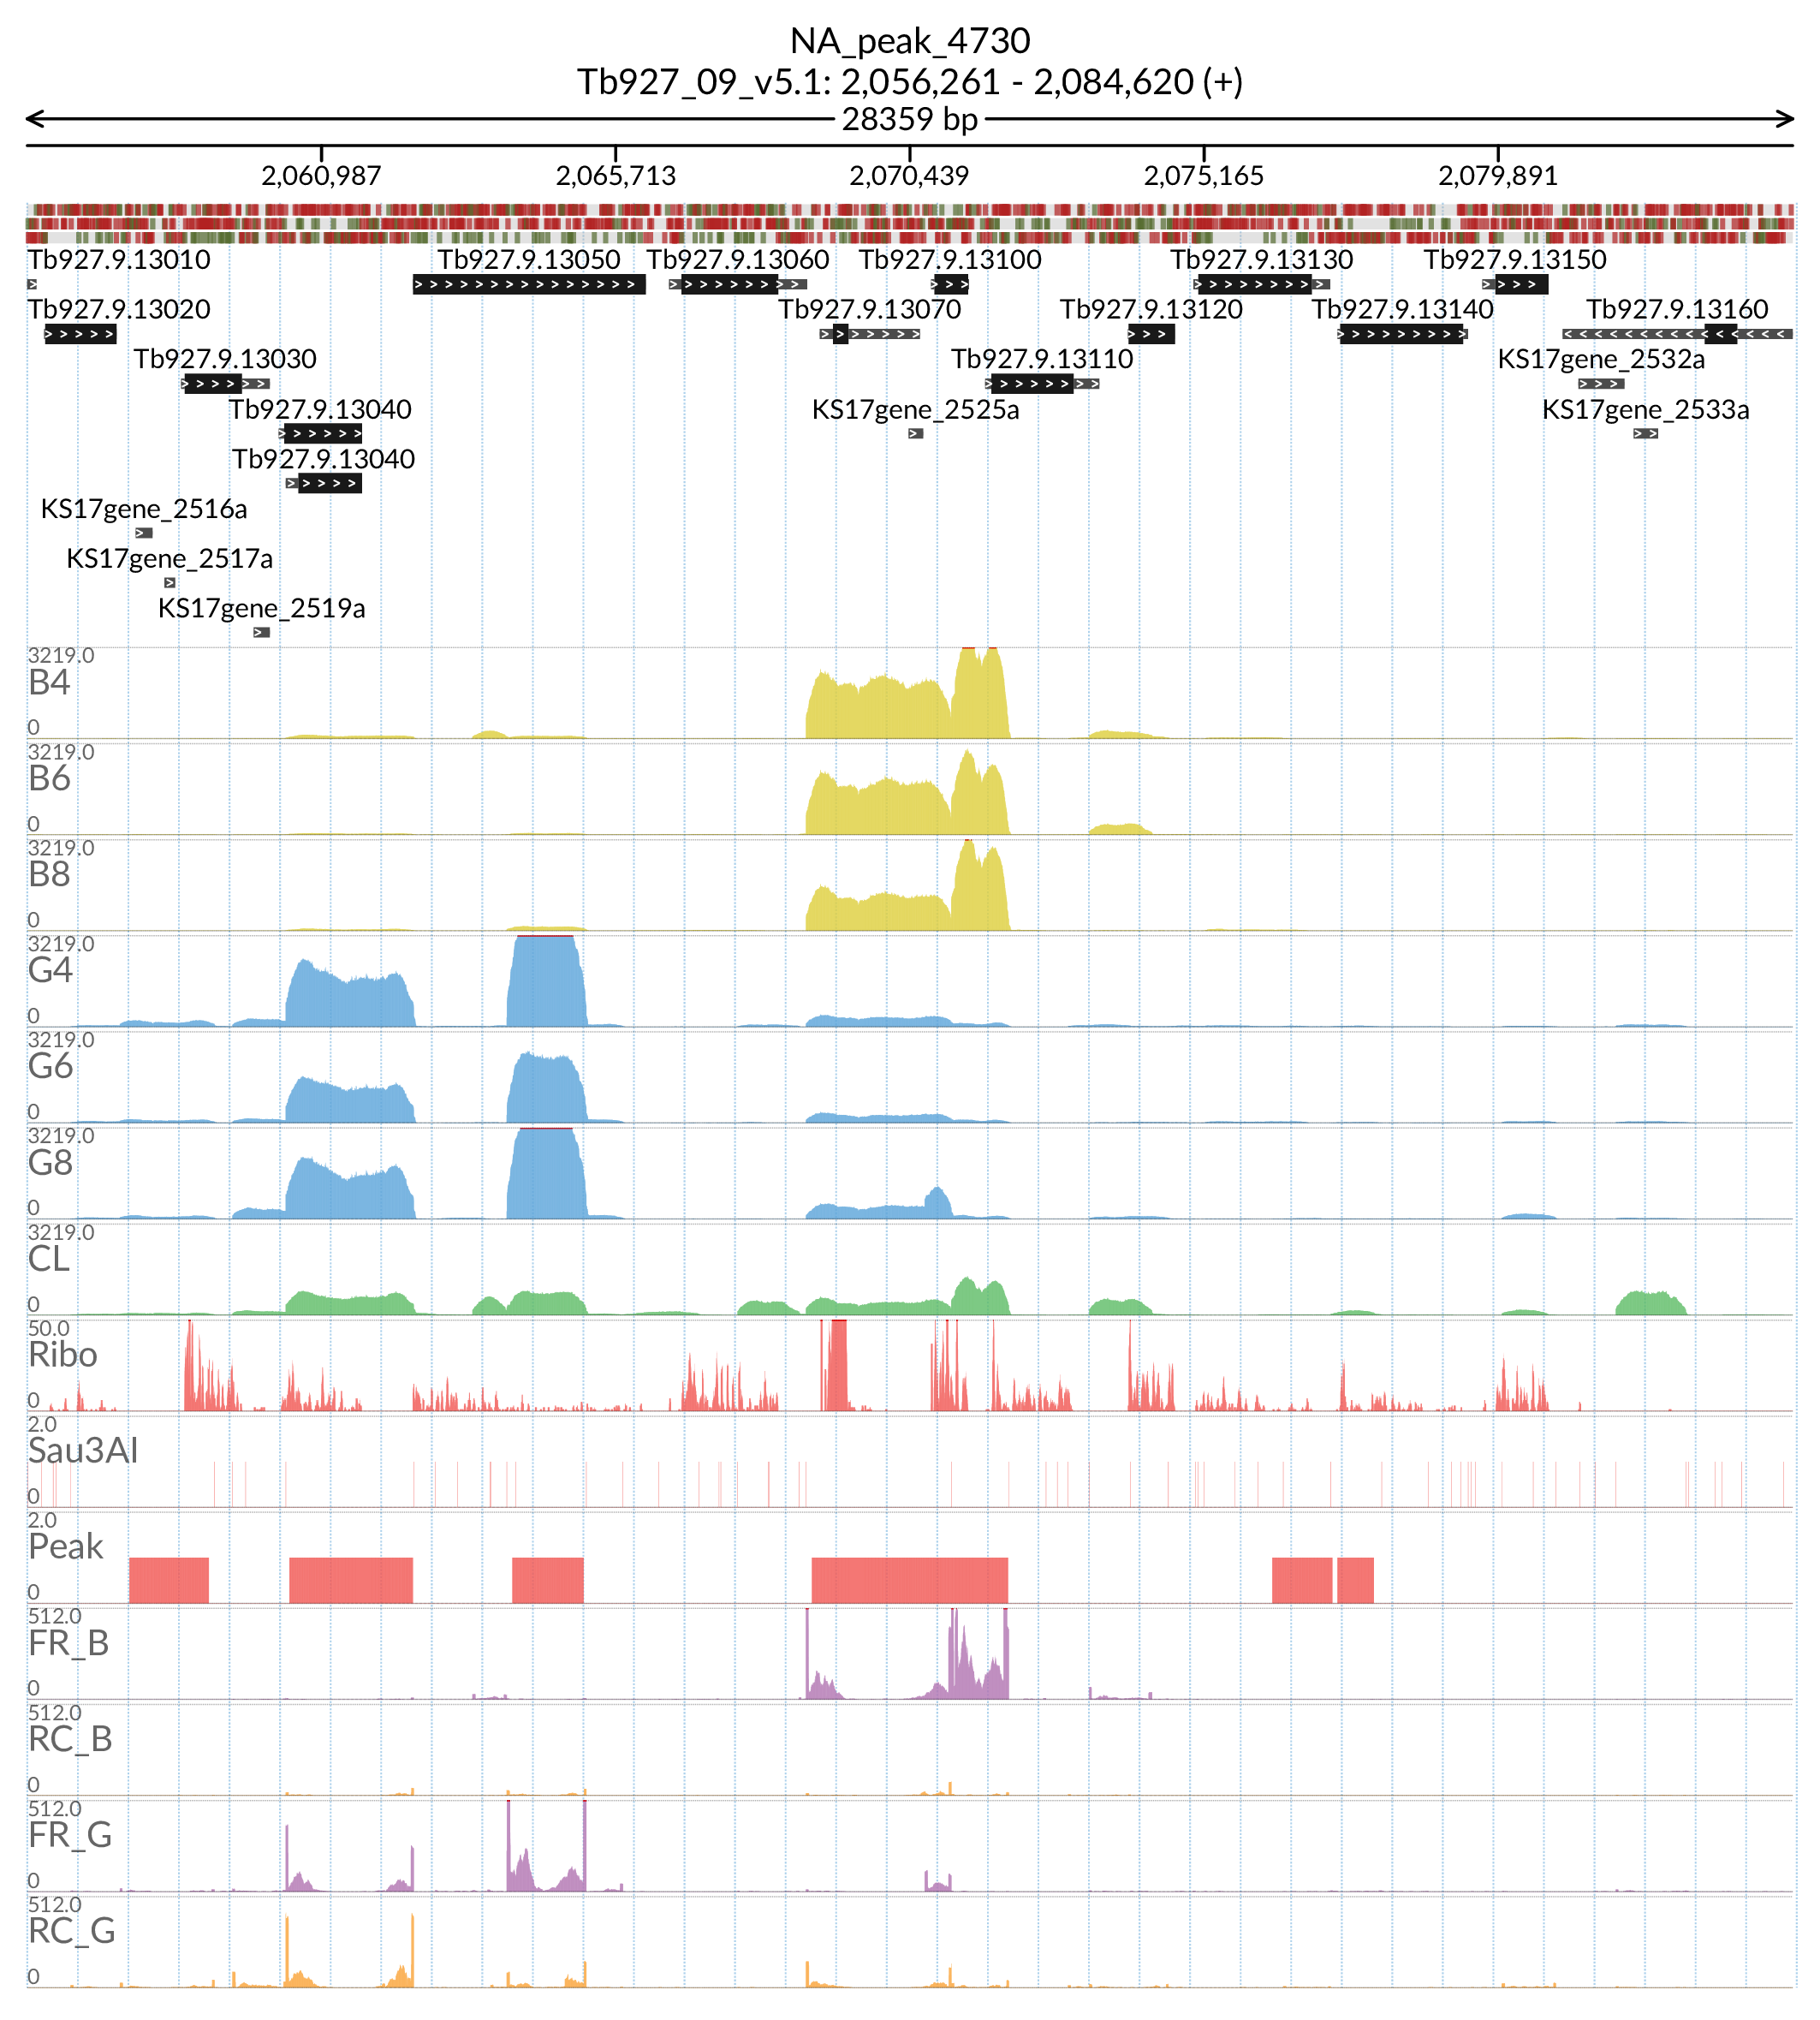 NA_peak_4730
Tb927_09_v5.1: 2,056,261 - 2,084,620 (+)
28359 bp
2,060,987 2,065,713 2,070,439 2,075,165 2,079,891
Tb927.9.13010 Tb927.9.13050 Tb927.9.13060 Tb927.9.13100 Tb927.9.13130 Tb927.9.13150
Tb927.9.13020 Tb927.9.13070 Tb927.9.13120 Tb927.9.13140 Tb927.9.13160
Tb927.9.13030 Tb927.9.13110 KS17gene_2532a
Tb927.9.13040 KS17gene_2525a KS17gene_2533a
Tb927.9.13040
KS17gene_2516a
KS17gene_2517a
KS17gene_2519a
3219.0
B4
0
3219.0
B6
0
3219.0
B8
0
3219.0
G4
0
3219.0
G6
0
3219.0
G8
0
3219.0
CL
0
50.0
Ribo
0
2.0
Sau3AI
0
2.0
Peak
0
512.0
FR_B
0
512.0
RC_B
0
512.0
FR_G
0
512.0
RC_G
0